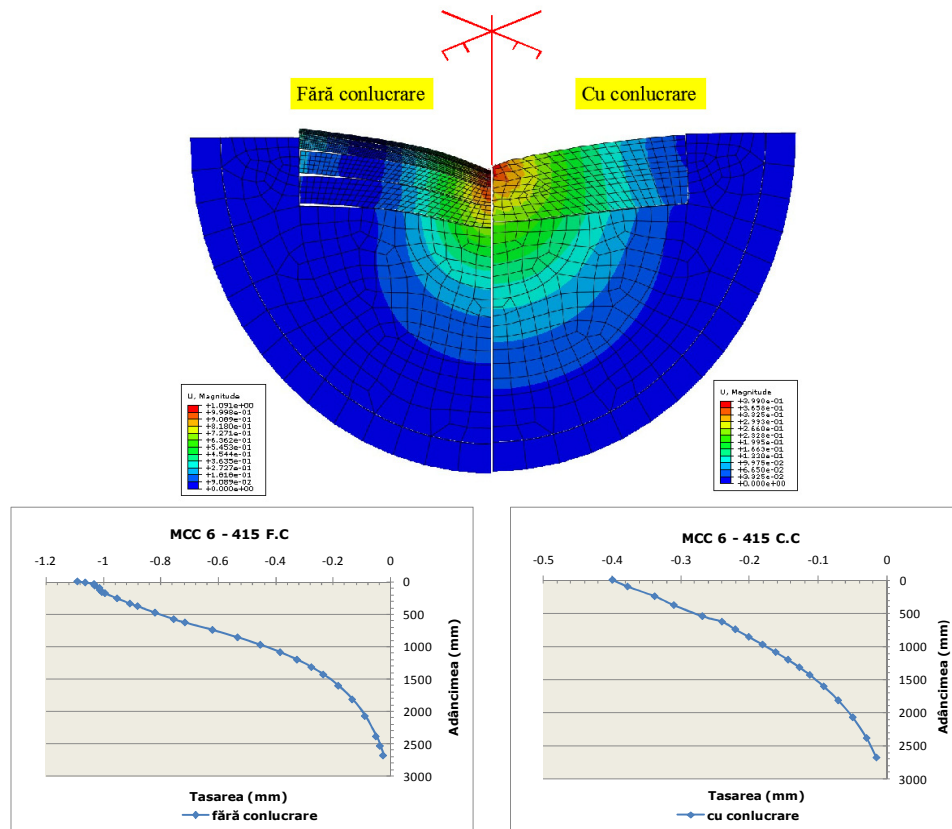 Fără conlucrare
Cu conlucrare
U, Magnitude
+1.091e+00
+9.998e-01
+9.089e-01
+8.180e-01
+7.271e-01
+6.362e-01
+5.453e-01
+4.544e-01
+3.635e-01
+2.727e-01
+1.818e-01
+9.089e-02
+0.000e+00
U, Magnitude
+3.990e-01
+3.658e-01
+3.325e-01
+2.993e-01
+2.660e-01
+2.328e-01
+1.995e-01
+1.663e-01
+1.330e-01
+9.975e-02
+6.650e-02
+3.325e-02
+0.000e+00
MCC 6 - 415 F.C
-1.2 -1 -0.8 -0.6 -0.4 -0.2 0
0
500
1000
1500
2000
2500
3000
Adâncimea (mm)
Tasarea (mm)
fără conlucrare
MCC 6 - 415 C.C
-0.5 -0.4 -0.3 -0.2 -0.1 0
0
500
1000
1500
2000
2500
3000
Adâncimea (mm)
Tasarea (mm)
cu conlucrare